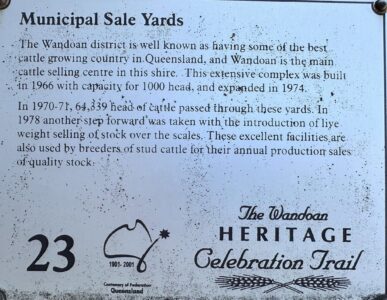 Municipal Sale Yards
The Wandoan district is well known as having some of the best
cattle growing country in Queensland, and Wandoan is the main
cattle selling centre in this shire. This extensive complex was built
in 1966 with capacity for 1000 head, and expanded in 1974.
In 1970-71, 64,339 head of cattle passed through these yards. In
1978 another step forward was taken with the introduction of live
weight selling of stock over the scales. These excellent facilities are
also used by breeders of stud cattle for their annual production sales
of quality stock.
23
1901-2001
Centenary of Federation
Queensland
The Wandoan
HERITAGE
Celebration Trail